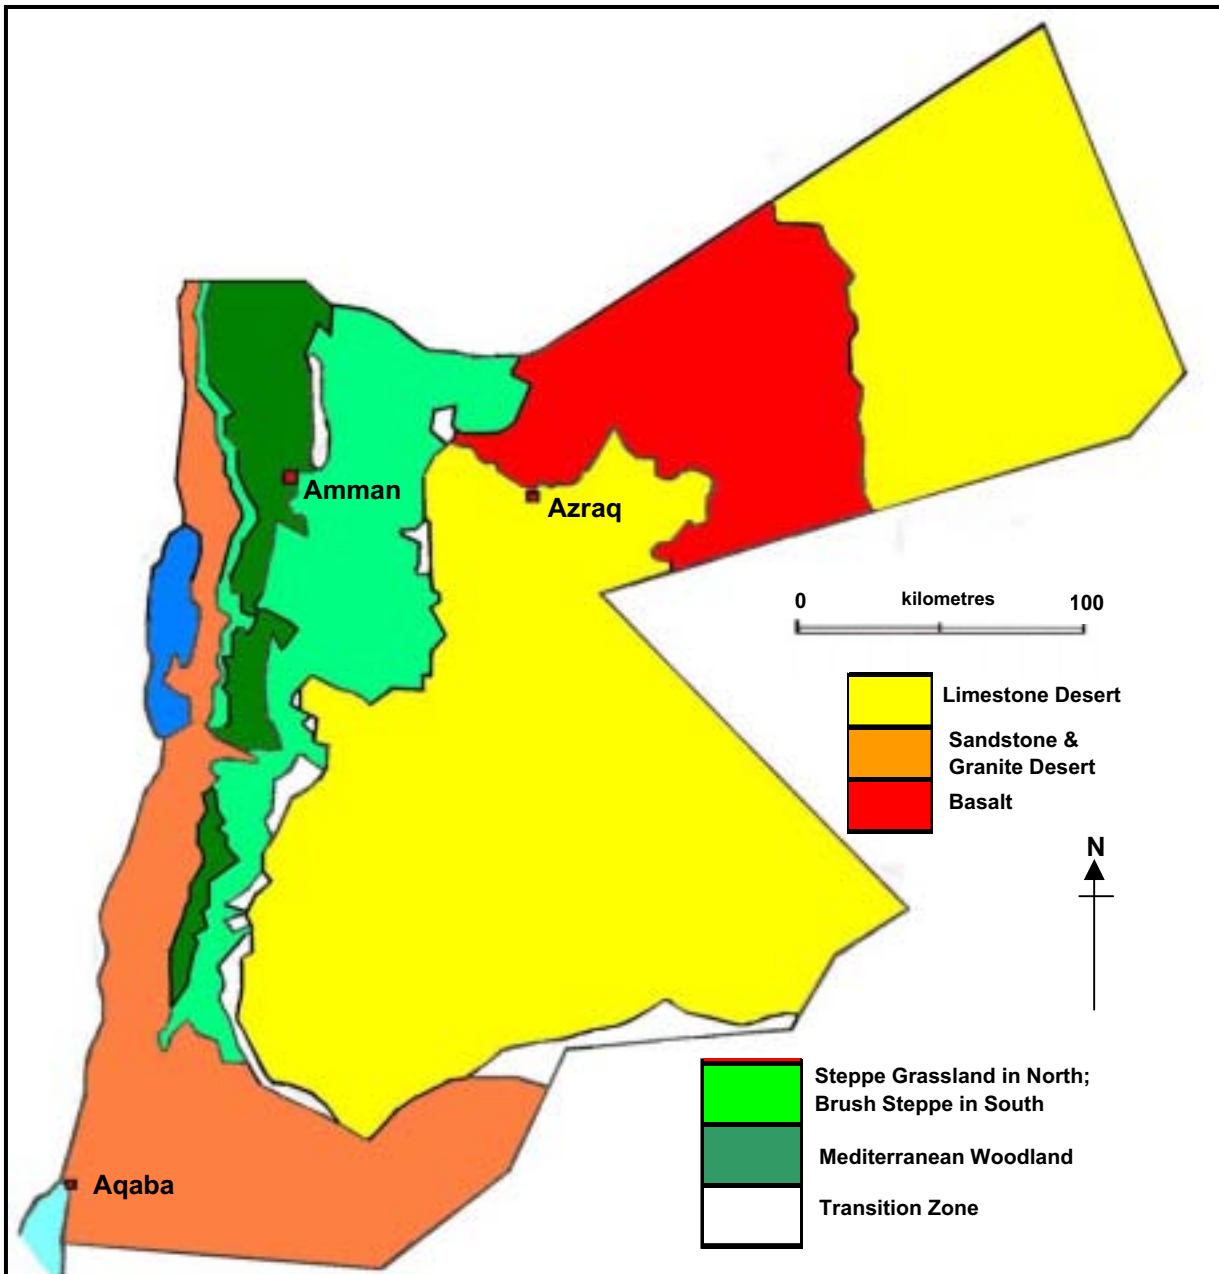 Amman
Azraq
0 kilometres 100
Limestone Desert
Sandstone &
Granite Desert
Basalt
N
Steppe Grassland in North;
Brush Steppe in South
Mediterranean Woodland
Transition Zone
Aqaba